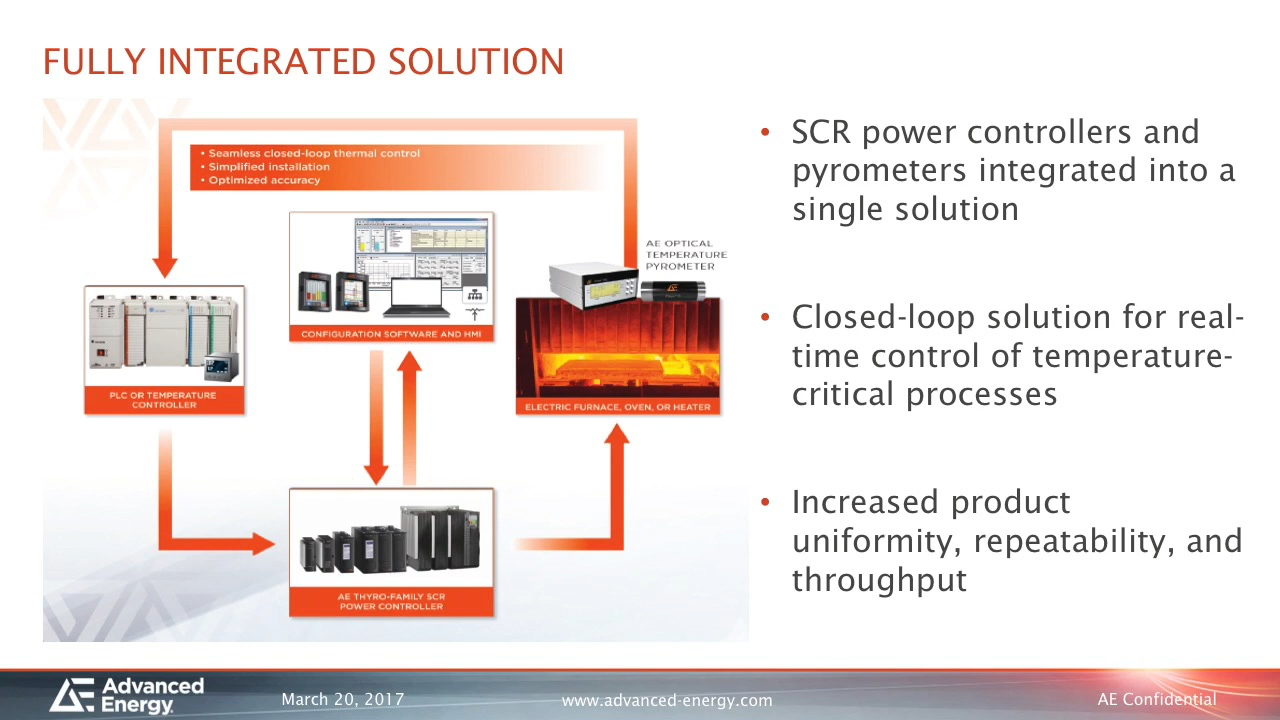 FULLY INTEGRATED SOLUTION
• Seamless closed-loop thermal control
• Simplified installation
• Optimized accuracy
AE OPTICAL
TEMPERATURE
PYROMETER
CONFIGURATION SOFTWARE AND HMI
PLC OR TEMPERATURE
CONTROLLER
ELECTRIC FURNACE, OVEN, OR HEATER
AE THYRO-FAMILY SCR
POWER CONTROLLER
• SCR power controllers and
pyrometers integrated into a
single solution
• Closed-loop solution for real-
time control of temperature-
critical processes
• Increased product
uniformity, repeatability, and
throughput
Advanced
Energy
March 20, 2017
www.advanced-energy.com
AE Confidential